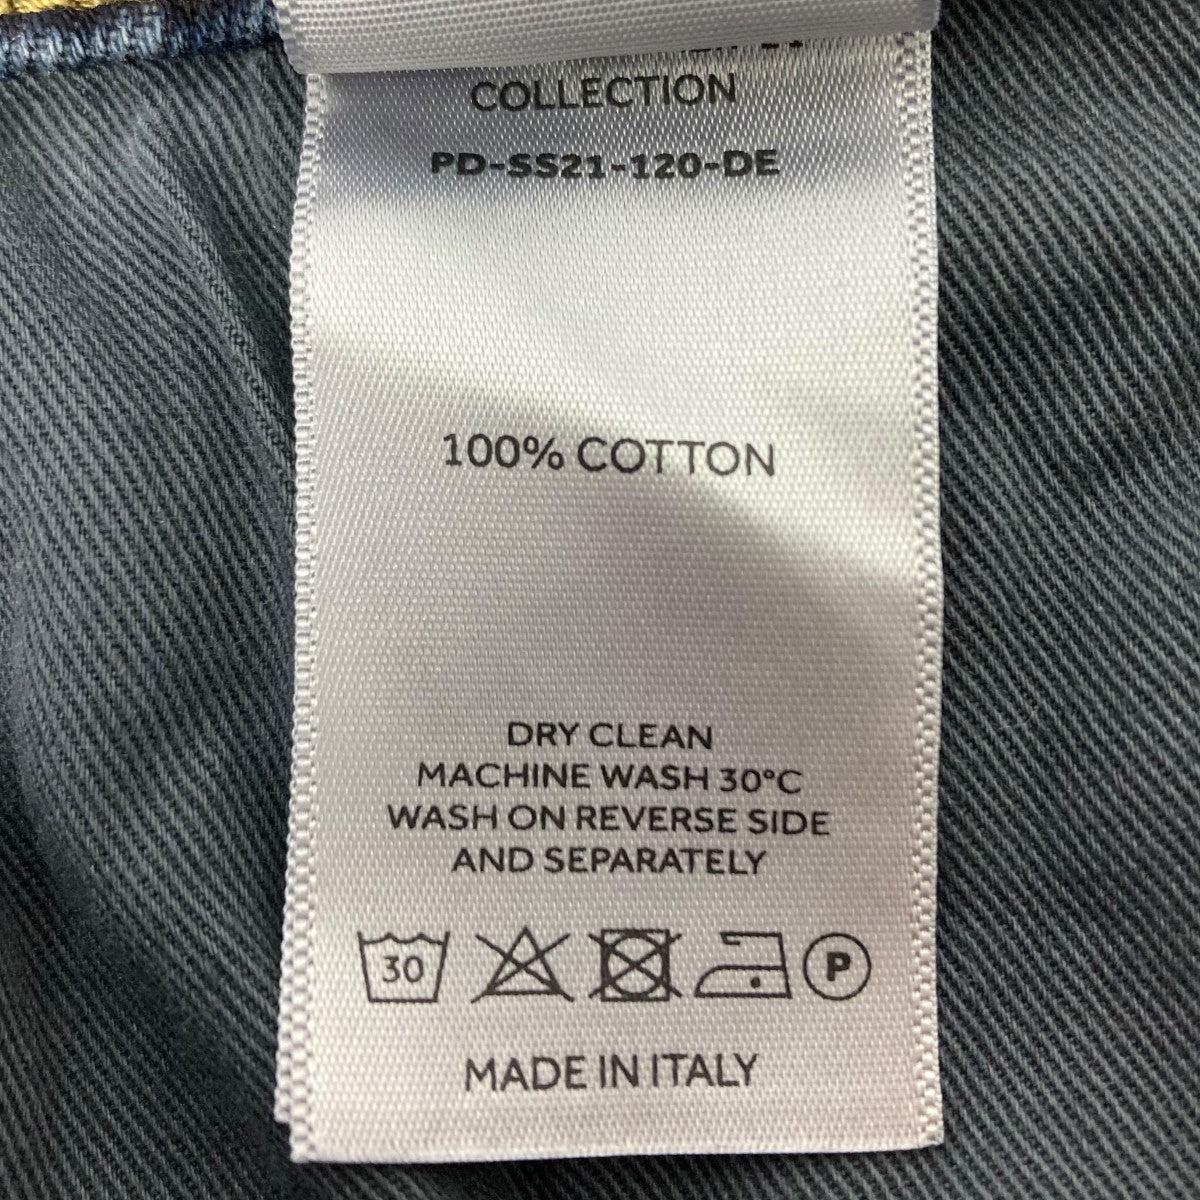 COLLECTION
PD-SS21-120-DE
100% COTTON
DRY CLEAN
MACHINE WASH 30°C
WASH ON REVERSE SIDE
AND SEPARATELY
30 P
MADE IN ITALY